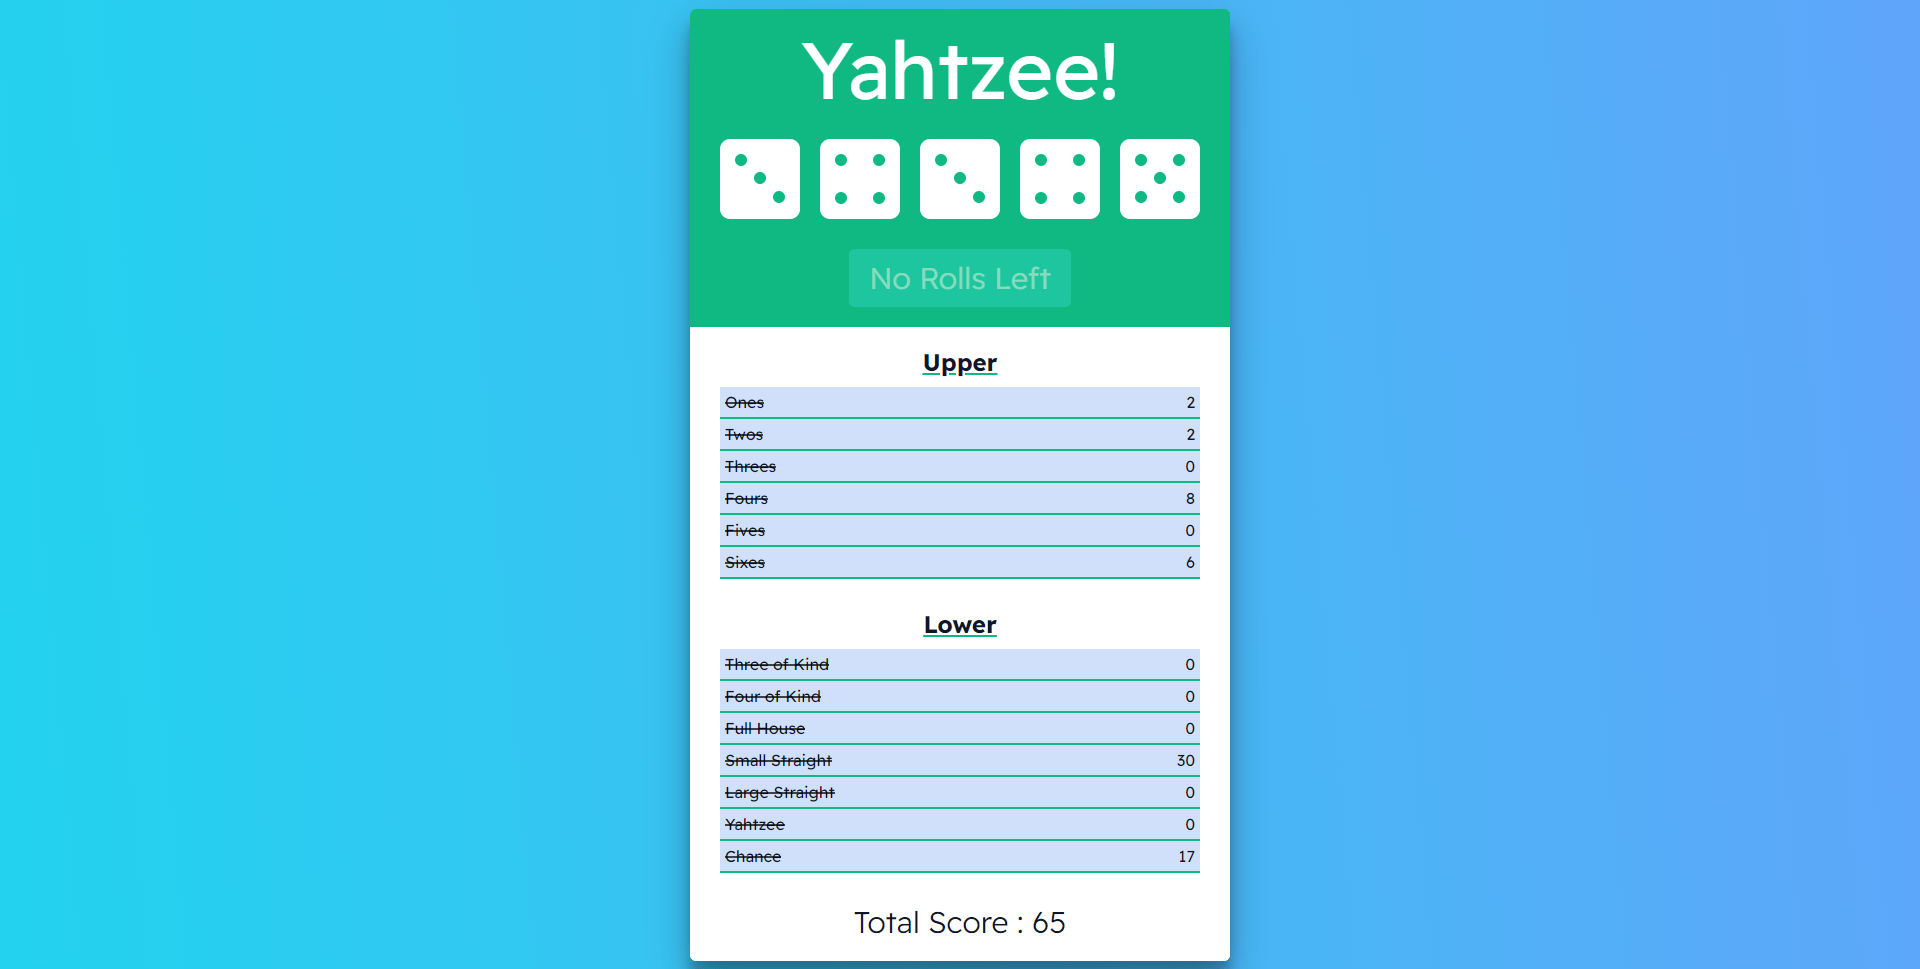 Yahtzee!
No Rolls Left
Upper
Ones 2
Twos 2
Threes 0
Fours 8
Fives 0
Sixes 6
Lower
Three of Kind 0
Four of Kind 0
Full House 0
Small Straight 30
Large Straight 0
Yahtzee 0
Chance 17
Total Score : 65